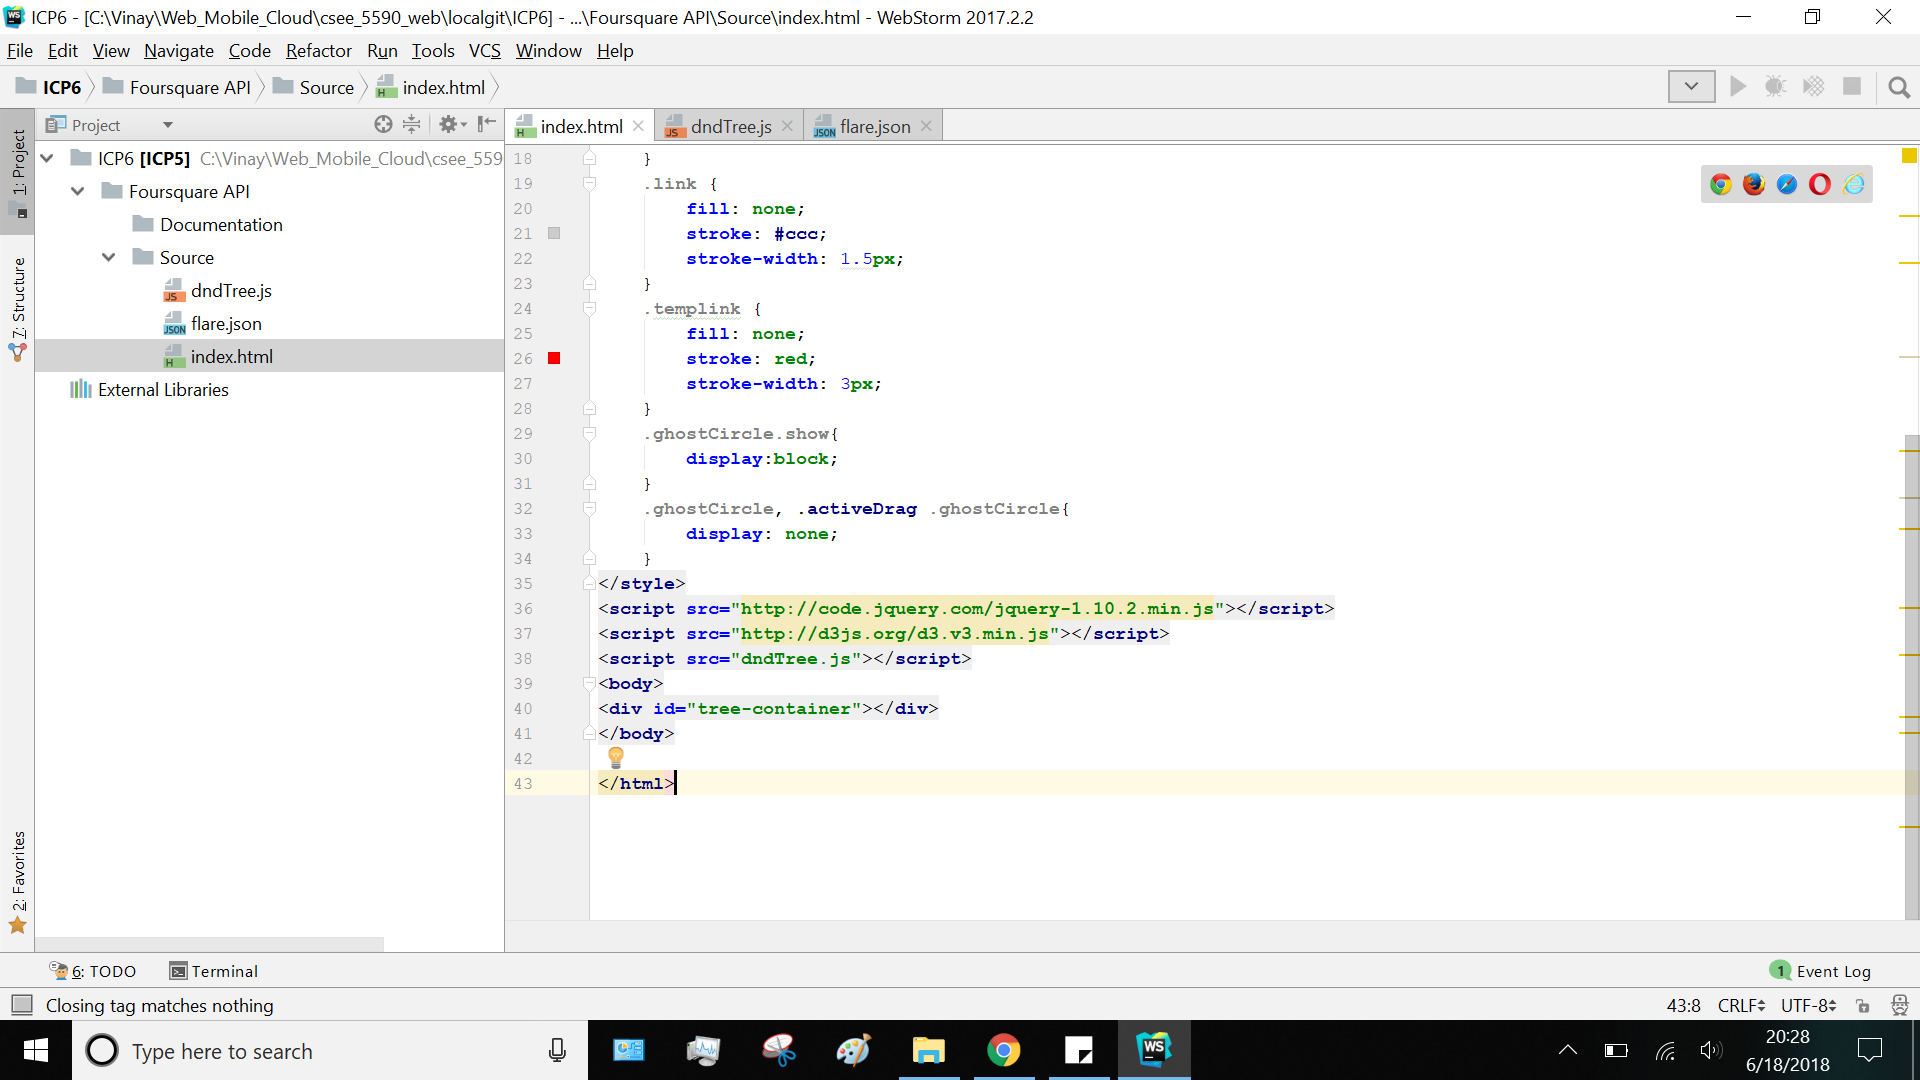 ICP6 - [C:\Vinay\Web_Mobile_Cloud\csee_5590_web\localgit\ICP6] - ...\Foursquare API\Source\index.html - WebStorm 2017.2.2
File Edit View Navigate Code Refactor Run Tools VCS Window Help
ICP6 Foursquare API Source index.html
Project
index.html dndTree.js flare.json
1: Project
7: Structure
2: Favorites
ICP6 [ICP5] C:\Vinay\Web_Mobile_Cloud\csee_559
Foursquare API
Documentation
Source
dndTree.js
flare.json
index.html
External Libraries
18 }
19 .link {
20 fill: none;
21 stroke: #ccc;
22 stroke-width: 1.5px;
23 }
24 .templink {
25 fill: none;
26 stroke: red;
27 stroke-width: 3px;
28 }
29 .ghostCircle.show{
30 display:block;
31 }
32 .ghostCircle, .activeDrag .ghostCircle{
33 display: none;
34 }
35 </style>
36 <script src="http://code.jquery.com/jquery-1.10.2.min.js"></script>
37 <script src="http://d3js.org/d3.v3.min.js"></script>
38 <script src="dndTree.js"></script>
39 <body>
40 <div id="tree-container"></div>
41 </body>
42
43 </html>
6: TODO Terminal 1 Event Log
Closing tag matches nothing 43:8 CRLF UTF-8
Type here to search
20:28
6/18/2018